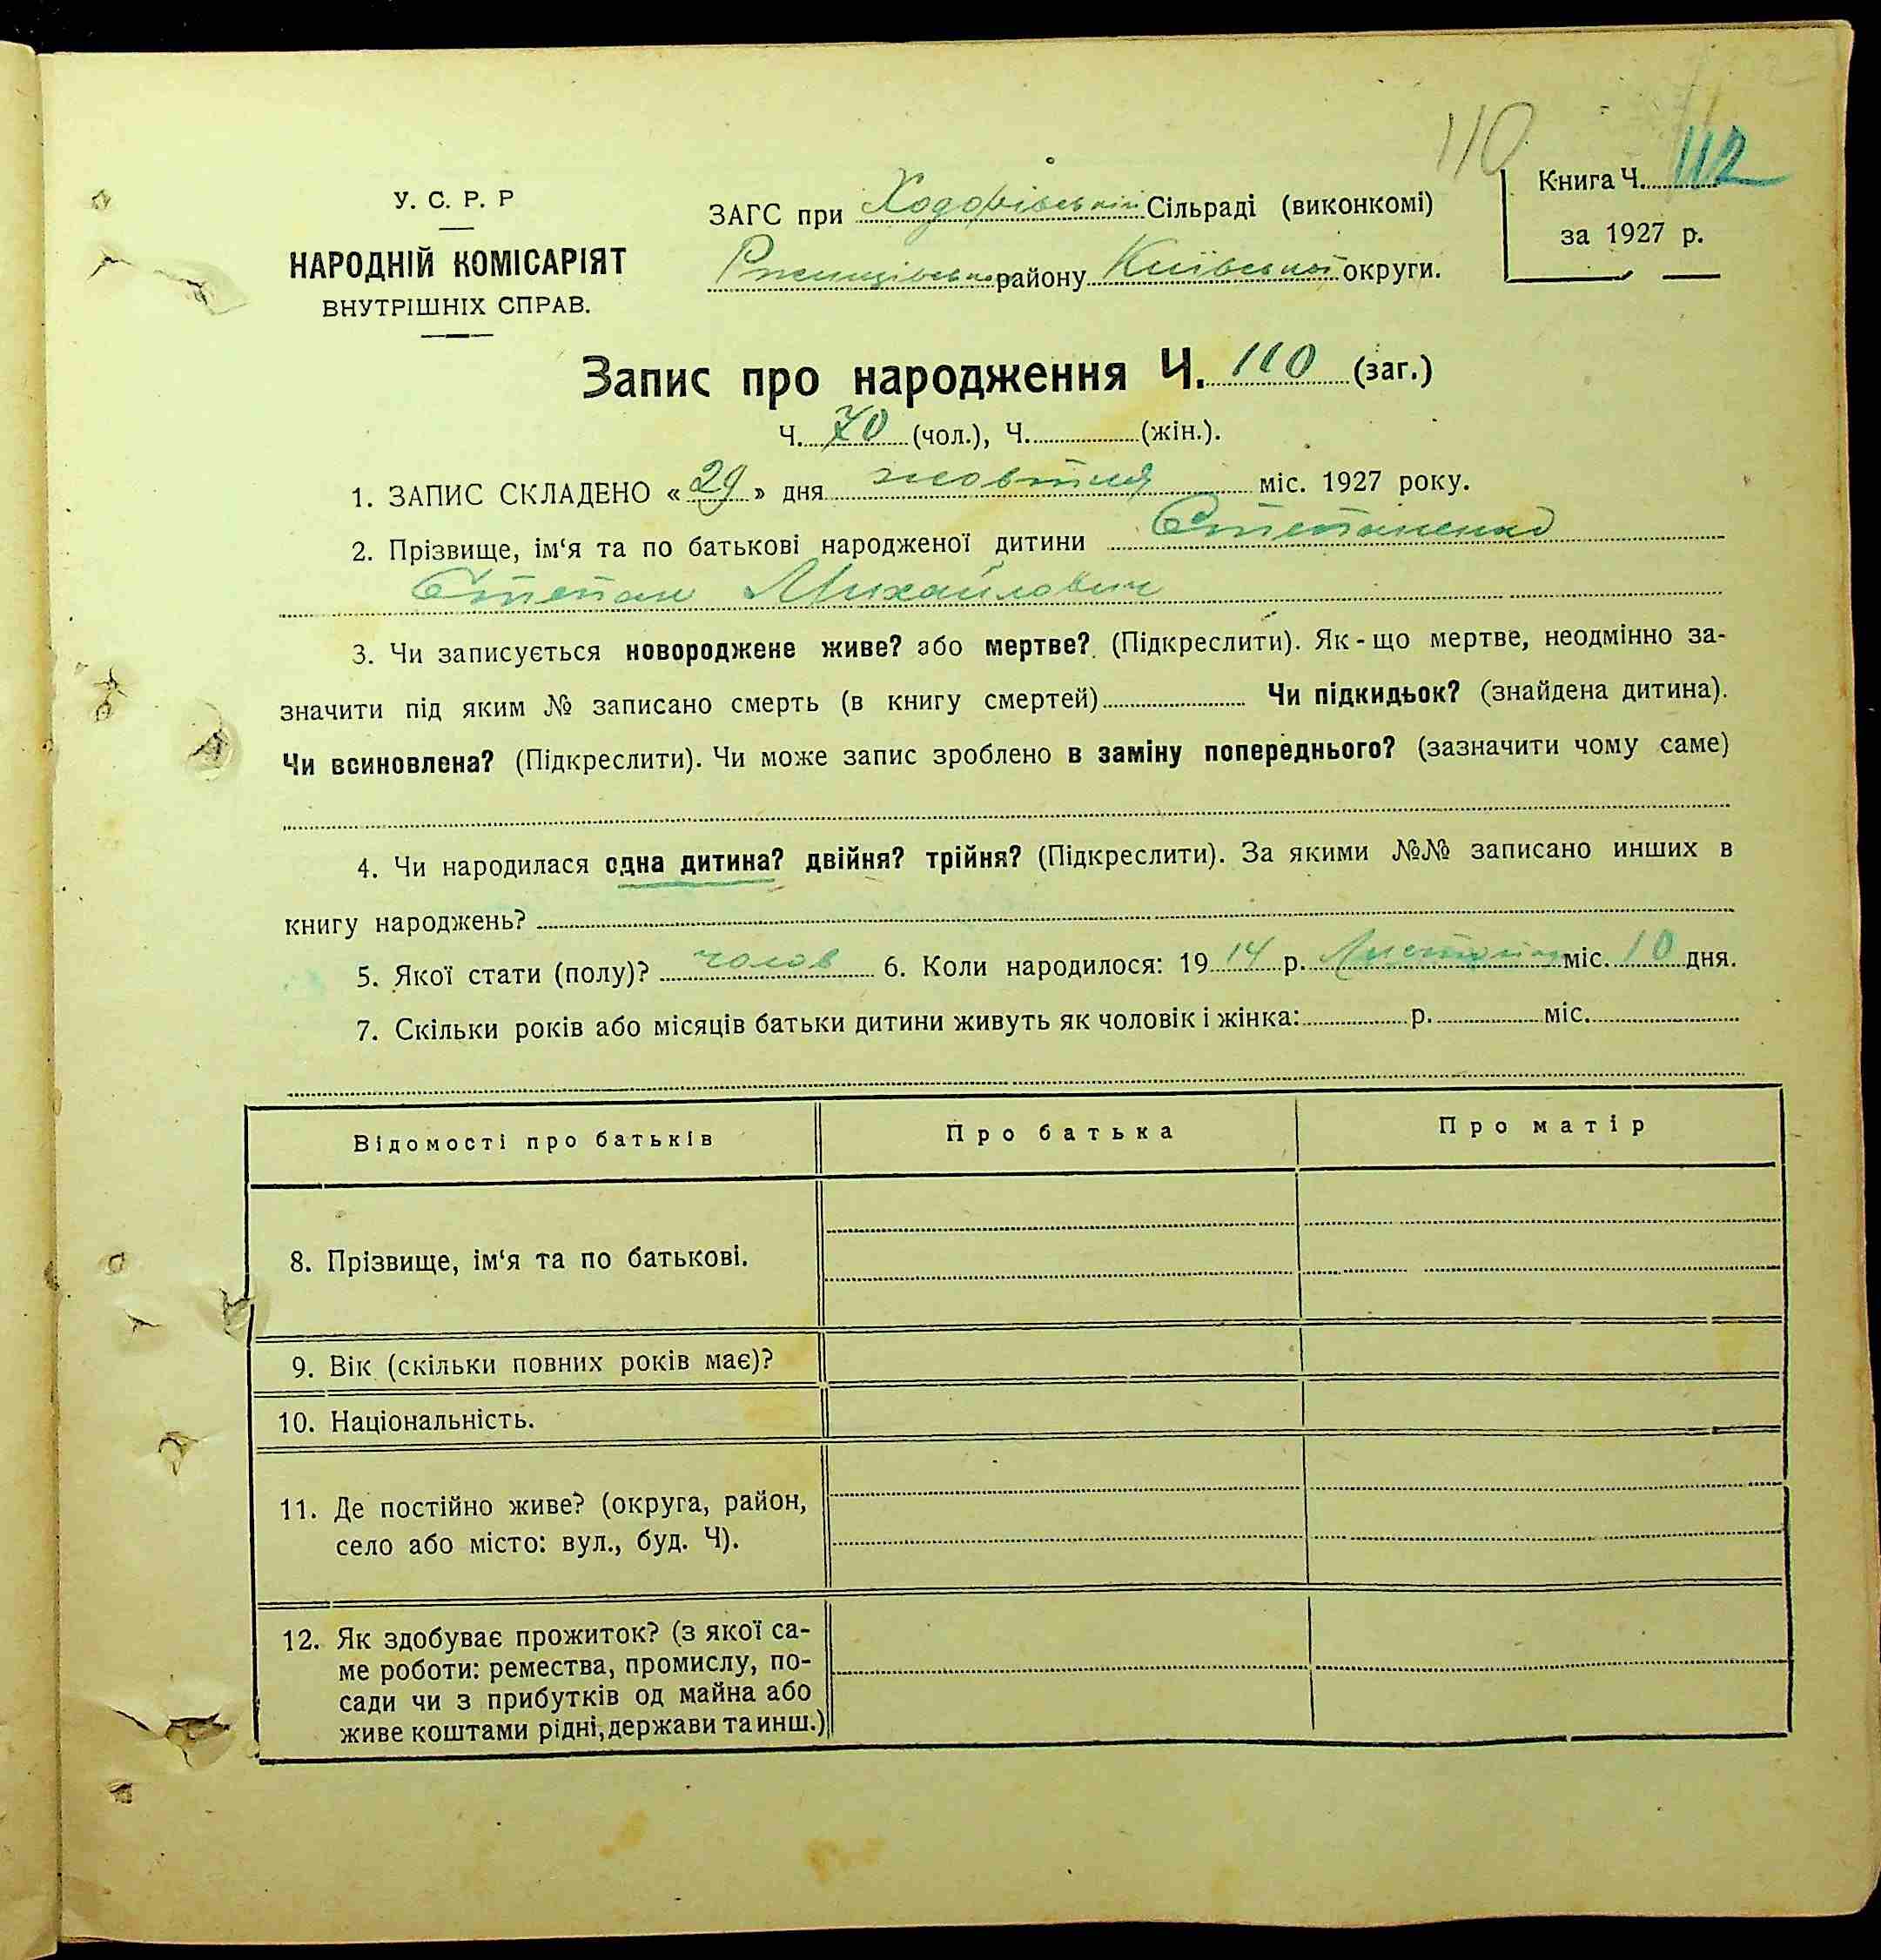 110
112
У. С. Р. Р
НАРОДНІЙ КОМІСАРІЯТ
ВНУТРІШНІХ СПРАВ.
ЗАГС при Ходорівській Сільраді (виконкомі)
Ржищівського району Київської округи.
Книга Ч.
за 1927 р.
Запис про народження Ч. 110 (заг.)
Ч. 70 (чол.), Ч. (жін.).
1. ЗАПИС СКЛАДЕНО «29» дня жовтня міс. 1927 року.
2. Прізвище, ім‘я та по батькові народженої дитини Степаненко
Степан Михайлович
3. Чи записується новороджене живе? або мертве? (Підкреслити). Як-що мертве, неодмінно за-
значити під яким № записано смерть (в книгу смертей) Чи підкидьок? (знайдена дитина).
Чи всиновлена? (Підкреслити). Чи може запис зроблено в заміну попереднього? (зазначити чому саме)
4. Чи народилася одна дитина? двійня? трійня? (Підкреслити). За якими №№ записано инших в
книгу народжень?
5. Якої стати (полу)? чолов 6. Коли народилося: 1914 р. Листопад міс. 10 дня.
7. Скільки років або місяців батьки дитини живуть як чоловік і жінка: р. міс.
Відомості про батьків Про батька Про матір
8. Прізвище, ім‘я та по батькові.
9. Вік (скільки повних років має)?
10. Національність.
11. Де постійно живе? (округа, район,
село або місто: вул., буд. Ч).
12. Як здобуває прожиток? (з якої са-
ме роботи: ремества, промислу, по-
сади чи з прибутків од майна або
живе коштами рідні, держави та инш.)